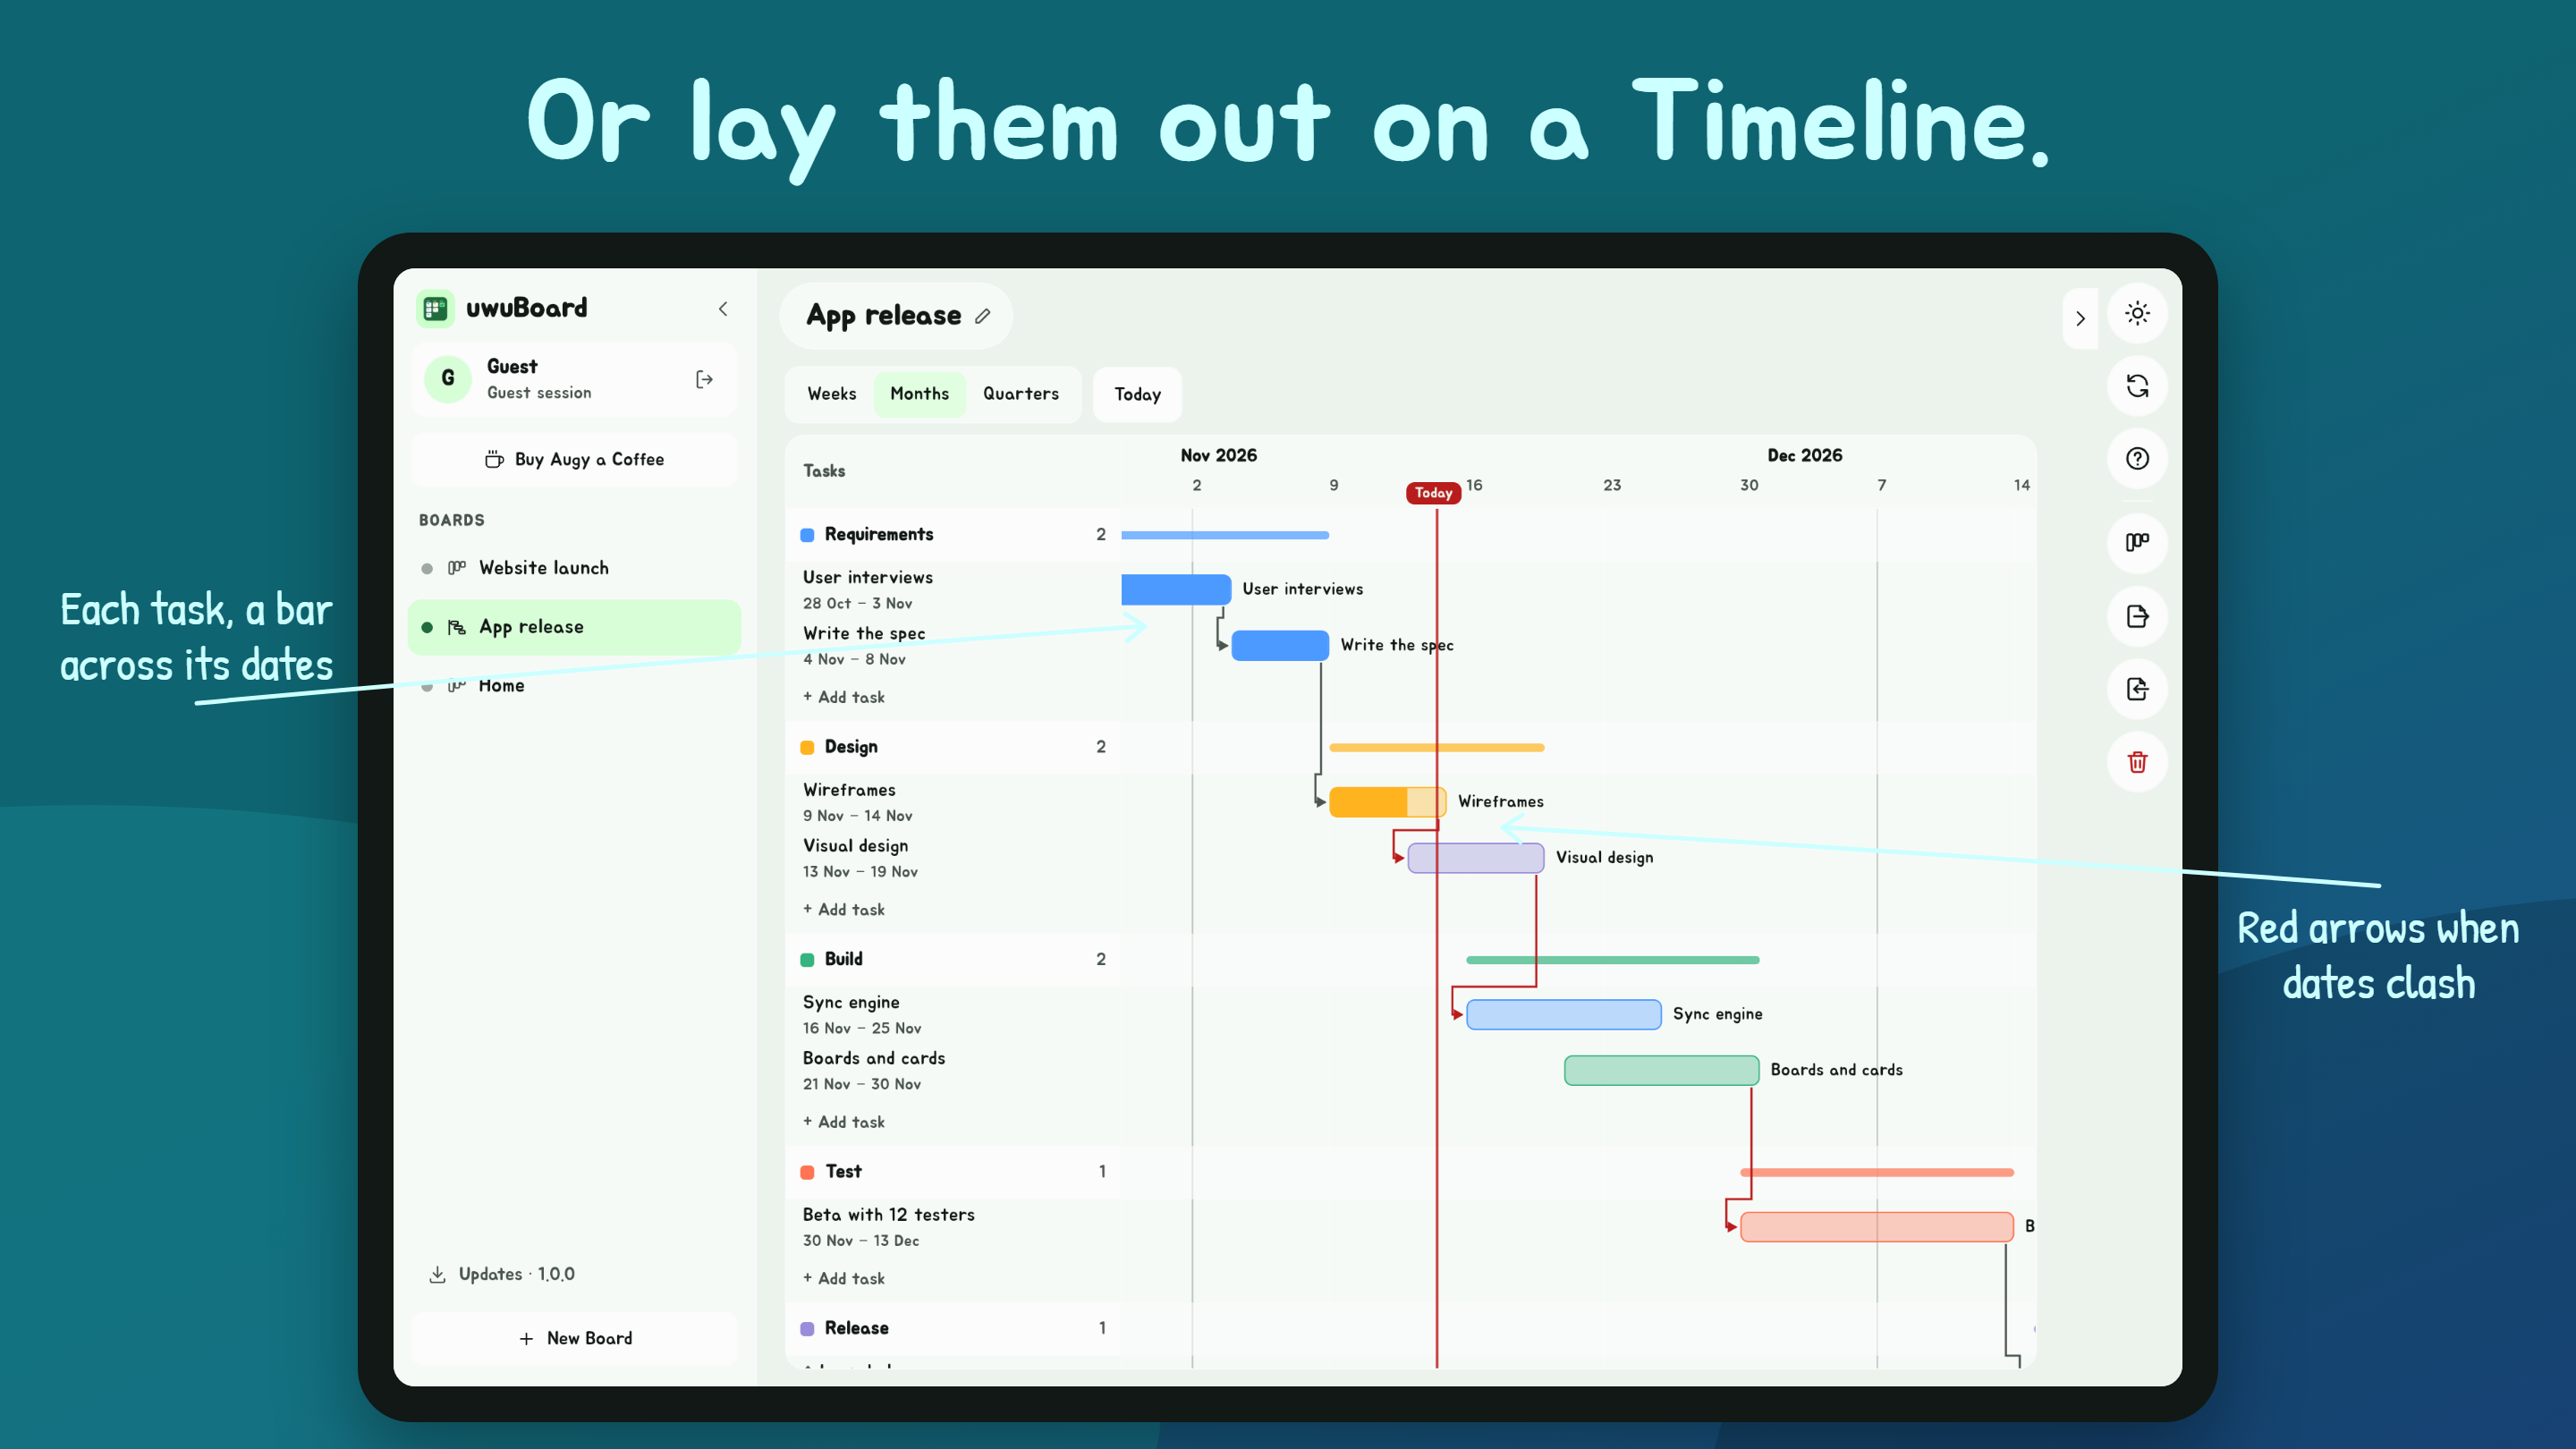 Or lay them out on a Timeline.
uwuBoard
G
Guest
Guest session
Buy Augy a Coffee
BOARDS
Website launch
App release
Home
Updates · 1.0.0
+ New Board
App release
Weeks
Months
Quarters
Today
Tasks
Nov 2026
Dec 2026
2
9
Today
16
23
30
7
14
Requirements
2
User interviews
28 Oct – 3 Nov
User interviews
Write the spec
4 Nov – 8 Nov
Write the spec
+ Add task
Design
2
Wireframes
9 Nov – 14 Nov
Wireframes
Visual design
13 Nov – 19 Nov
Visual design
+ Add task
Build
2
Sync engine
16 Nov – 25 Nov
Sync engine
Boards and cards
21 Nov – 30 Nov
Boards and cards
+ Add task
Test
1
Beta with 12 testers
30 Nov – 13 Dec
B
+ Add task
Release
1
Each task, a bar
across its dates
Red arrows when
dates clash